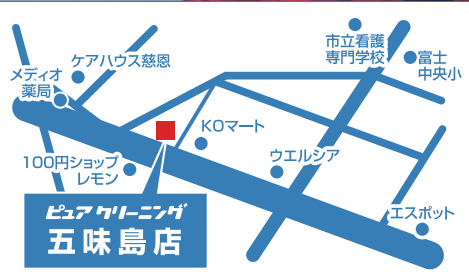 市立看護
専門学校
富士
中央小
ケアハウス慈恩
メディオ
薬局
KOマート
100円ショップ
レモン
ウエルシア
エスポット
ピュア クリーニング
五味島店